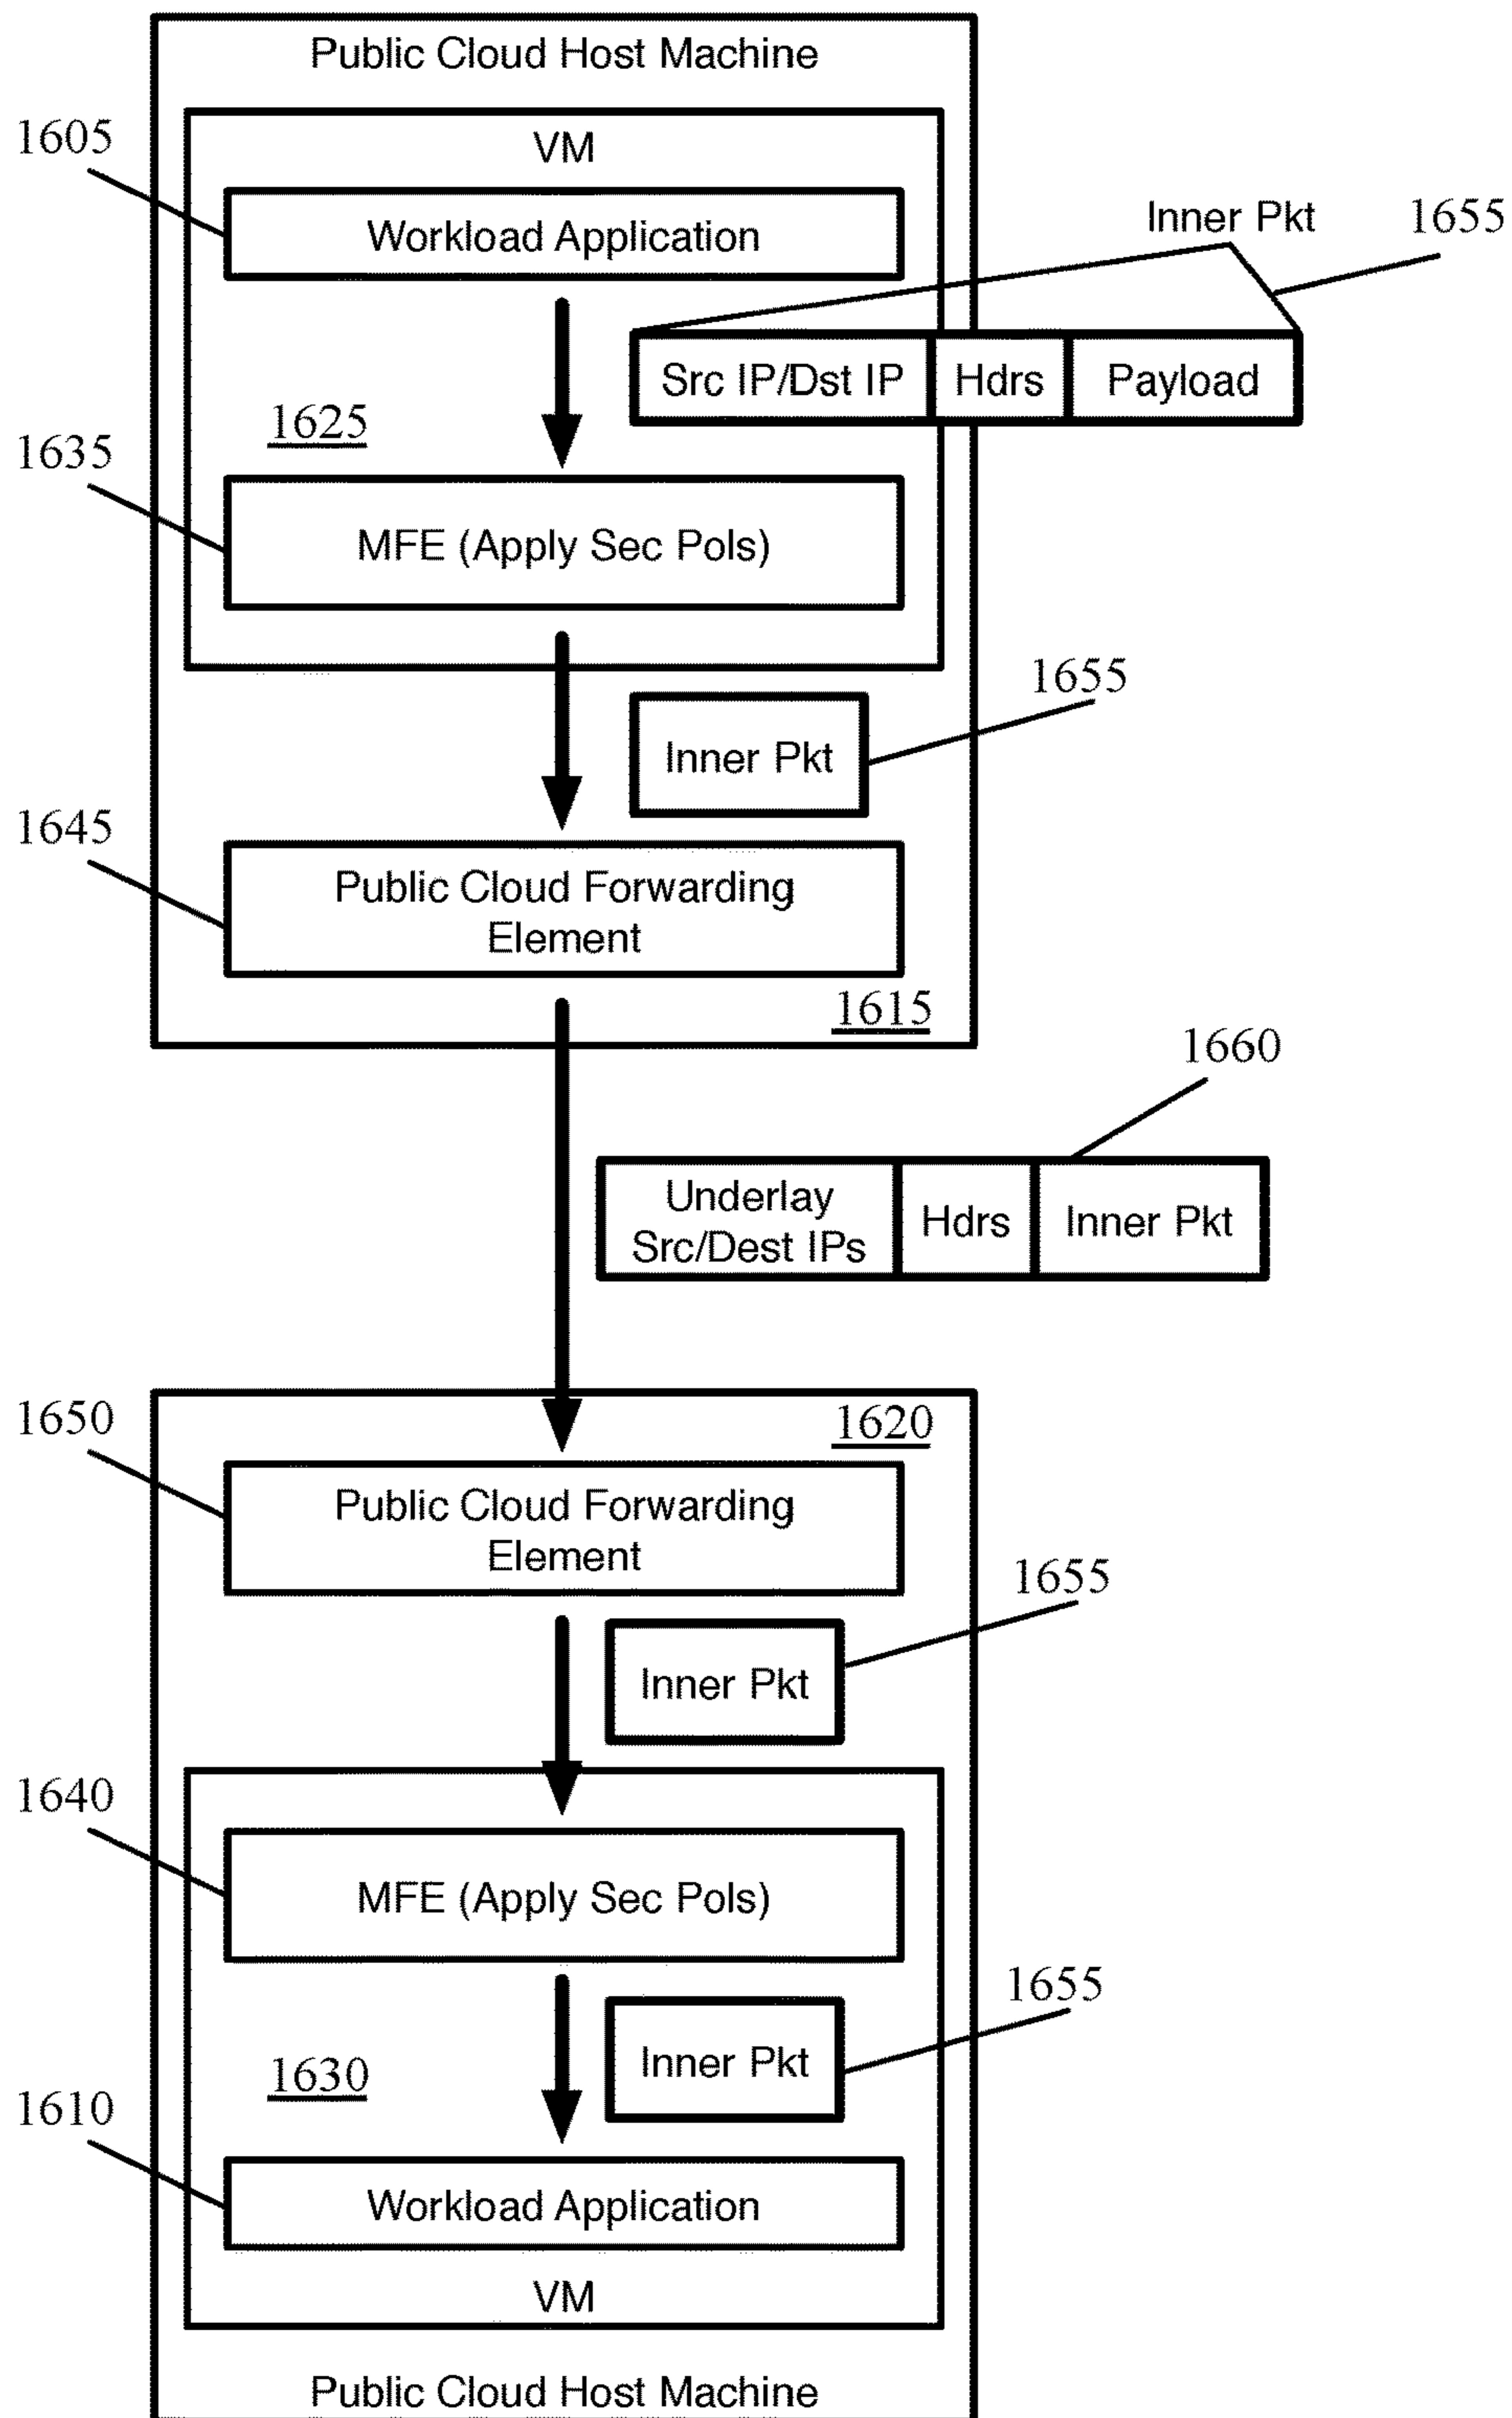 Public Cloud Host Machine
1605
VM
Workload Application
Inner Pkt
1655
Src IP/Dst IP
Hdrs
Payload
1625
1635
MFE (Apply Sec Pols)
1655
Inner Pkt
1645
Public Cloud Forwarding
Element
1615
1660
Underlay
Src/Dest IPs
Hdrs
Inner Pkt
1650
1620
Public Cloud Forwarding
Element
1655
Inner Pkt
1640
MFE (Apply Sec Pols)
1655
Inner Pkt
1630
1610
Workload Application
VM
Public Cloud Host Machine